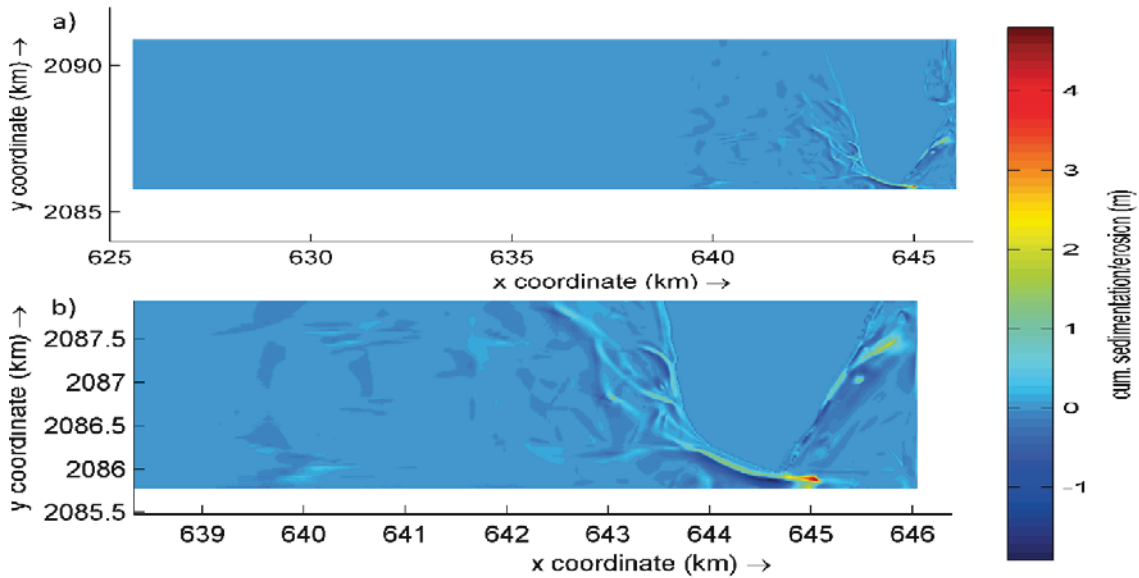 a)
y coordinate (km) →
2090
2085
625 630 635 640 645
x coordinate (km) →
b)
y coordinate (km) →
2087.5
2087
2086.5
2086
2085.5
639 640 641 642 643 644 645 646
x coordinate (km) →
4
3
2
1
0
−1
cum. sedimentation/erosion (m)